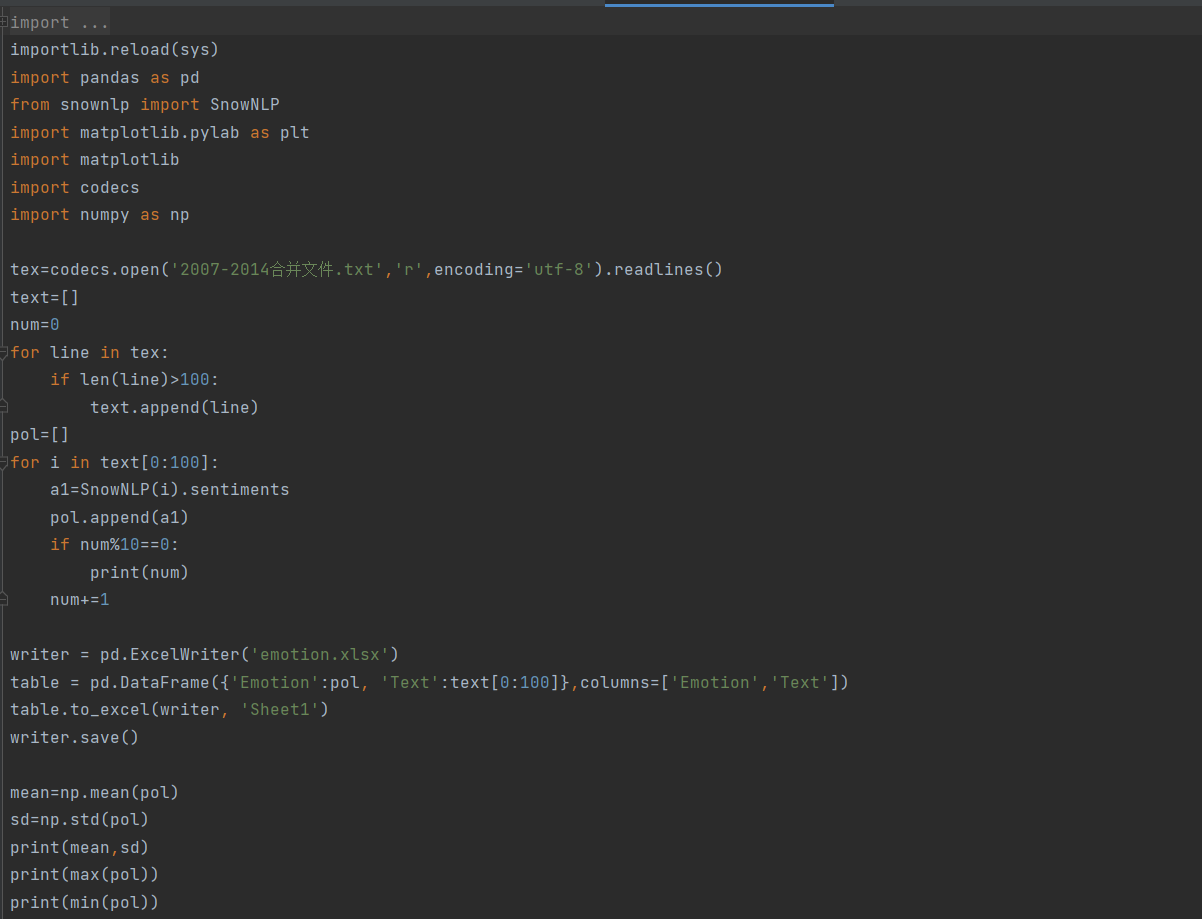 import ...
importlib.reload(sys)
import pandas as pd
from snownlp import SnowNLP
import matplotlib.pylab as plt
import matplotlib
import codecs
import numpy as np

tex=codecs.open('2007-2014合并文件.txt','r',encoding='utf-8').readlines()
text=[]
num=0
for line in tex:
    if len(line)>100:
        text.append(line)
pol=[]
for i in text[0:100]:
    a1=SnowNLP(i).sentiments
    pol.append(a1)
    if num%10==0:
        print(num)
    num+=1

writer = pd.ExcelWriter('emotion.xlsx')
table = pd.DataFrame({'Emotion':pol, 'Text':text[0:100]},columns=['Emotion','Text'])
table.to_excel(writer, 'Sheet1')
writer.save()

mean=np.mean(pol)
sd=np.std(pol)
print(mean,sd)
print(max(pol))
print(min(pol))